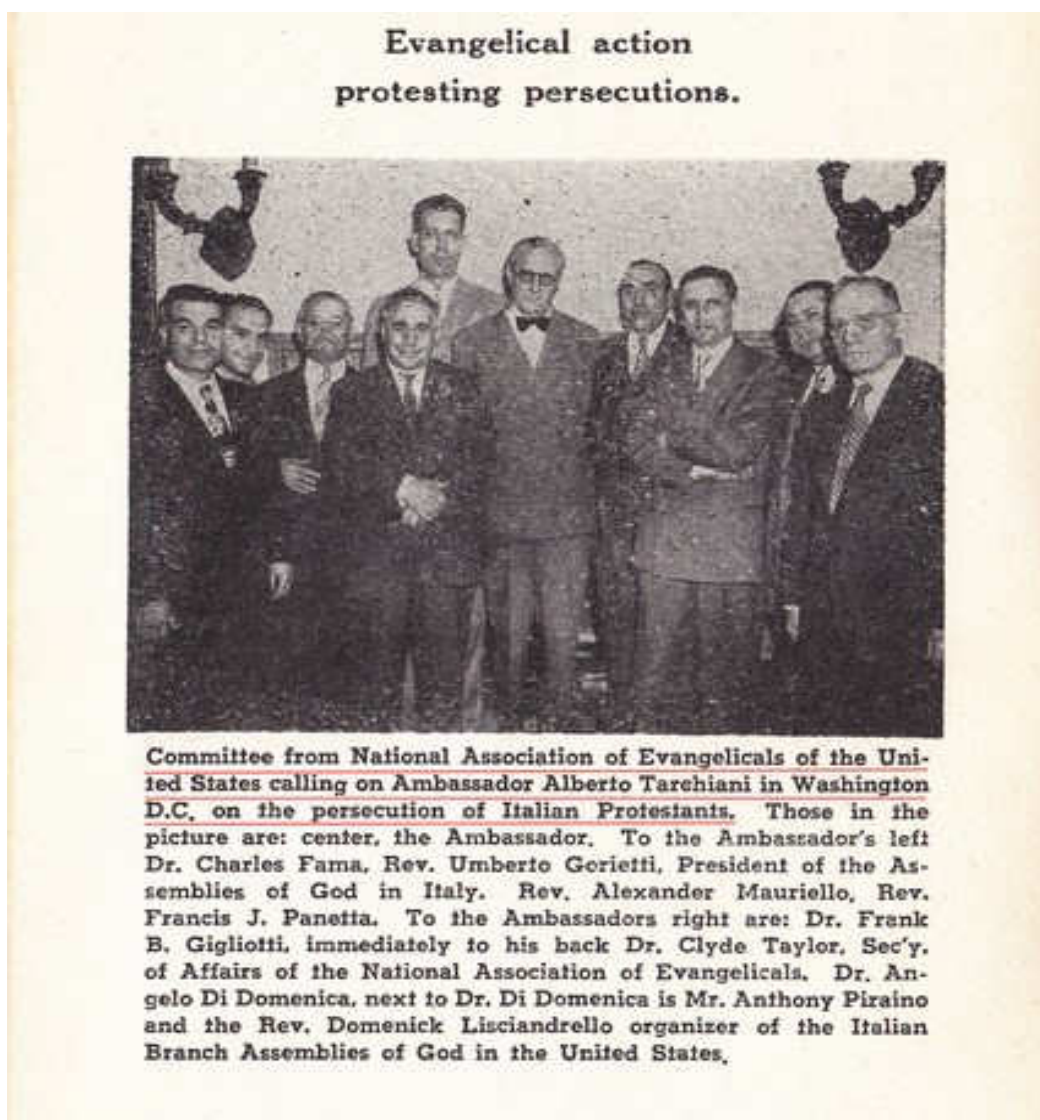 Evangelical action
protesting persecutions.
Committee from National Association of Evangelicals of the Uni-
ted States calling on Ambassador Alberto Tarchiani in Washington
D.C. on the persecution of Italian Protestants. Those in the
picture are: center, the Ambassador. To the Ambassador's left
Dr. Charles Fama, Rev. Umberto Gorietti, President of the As-
semblies of God in Italy. Rev. Alexander Mauriello, Rev.
Francis J. Panetta. To the Ambassadors right are: Dr. Frank
B. Gigliotti, immediately to his back Dr. Clyde Taylor, Sec'y.
of Affairs of the National Association of Evangelicals. Dr. An-
gelo Di Domenica, next to Dr. Di Domenica is Mr. Anthony Piraino
and the Rev. Domenick Lisciandrello organizer of the Italian
Branch Assemblies of God in the United States.